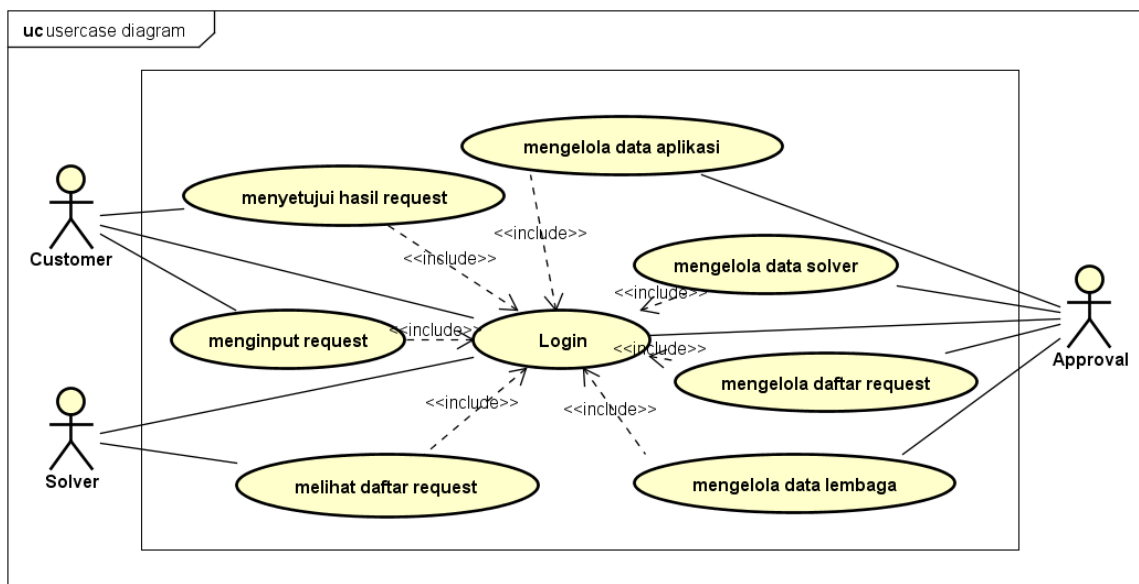 uc usercase diagram
mengelola data aplikasi
menyetujui hasil request
<<include>>
<<include>>
Customer
mengelola data solver
<<include>>
Approval
menginput request
<<include>>
Login
<<include>>
mengelola daftar request
<<include>>
<<include>>
Solver
melihat daftar request
mengelola data lembaga